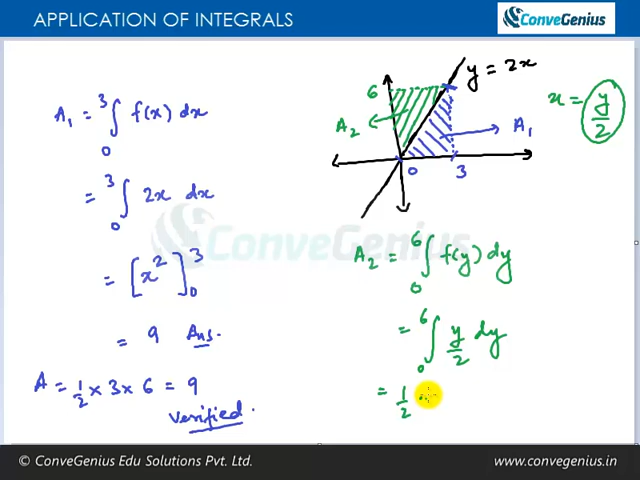 APPLICATION OF INTEGRALS
ConveGenius
A₁ = ∫₀³ f(x) dx
= ∫₀³ 2x dx
= [x²]₀³
= 9 Ans.
A = 1/2 × 3 × 6 = 9
Verified.
y = 2x
x = y/2
6
A₂
A₁
0 3
A₂ = ∫₀⁶ f(y) dy
= ∫₀⁶ y/2 dy
= 1/2
ConveGenius
© ConveGenius Edu Solutions Pvt. Ltd. www.convegenius.in